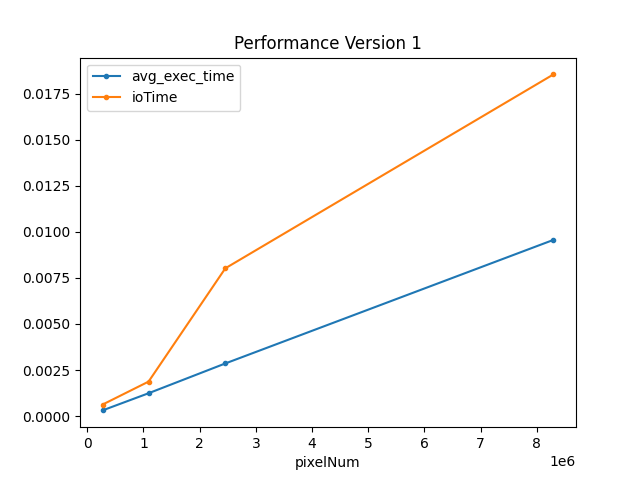 Performance Version 1
avg_exec_time
ioTime
0.0175
0.0150
0.0125
0.0100
0.0075
0.0050
0.0025
0.0000
0 1 2 3 4 5 6 7 8
1e6
pixelNum